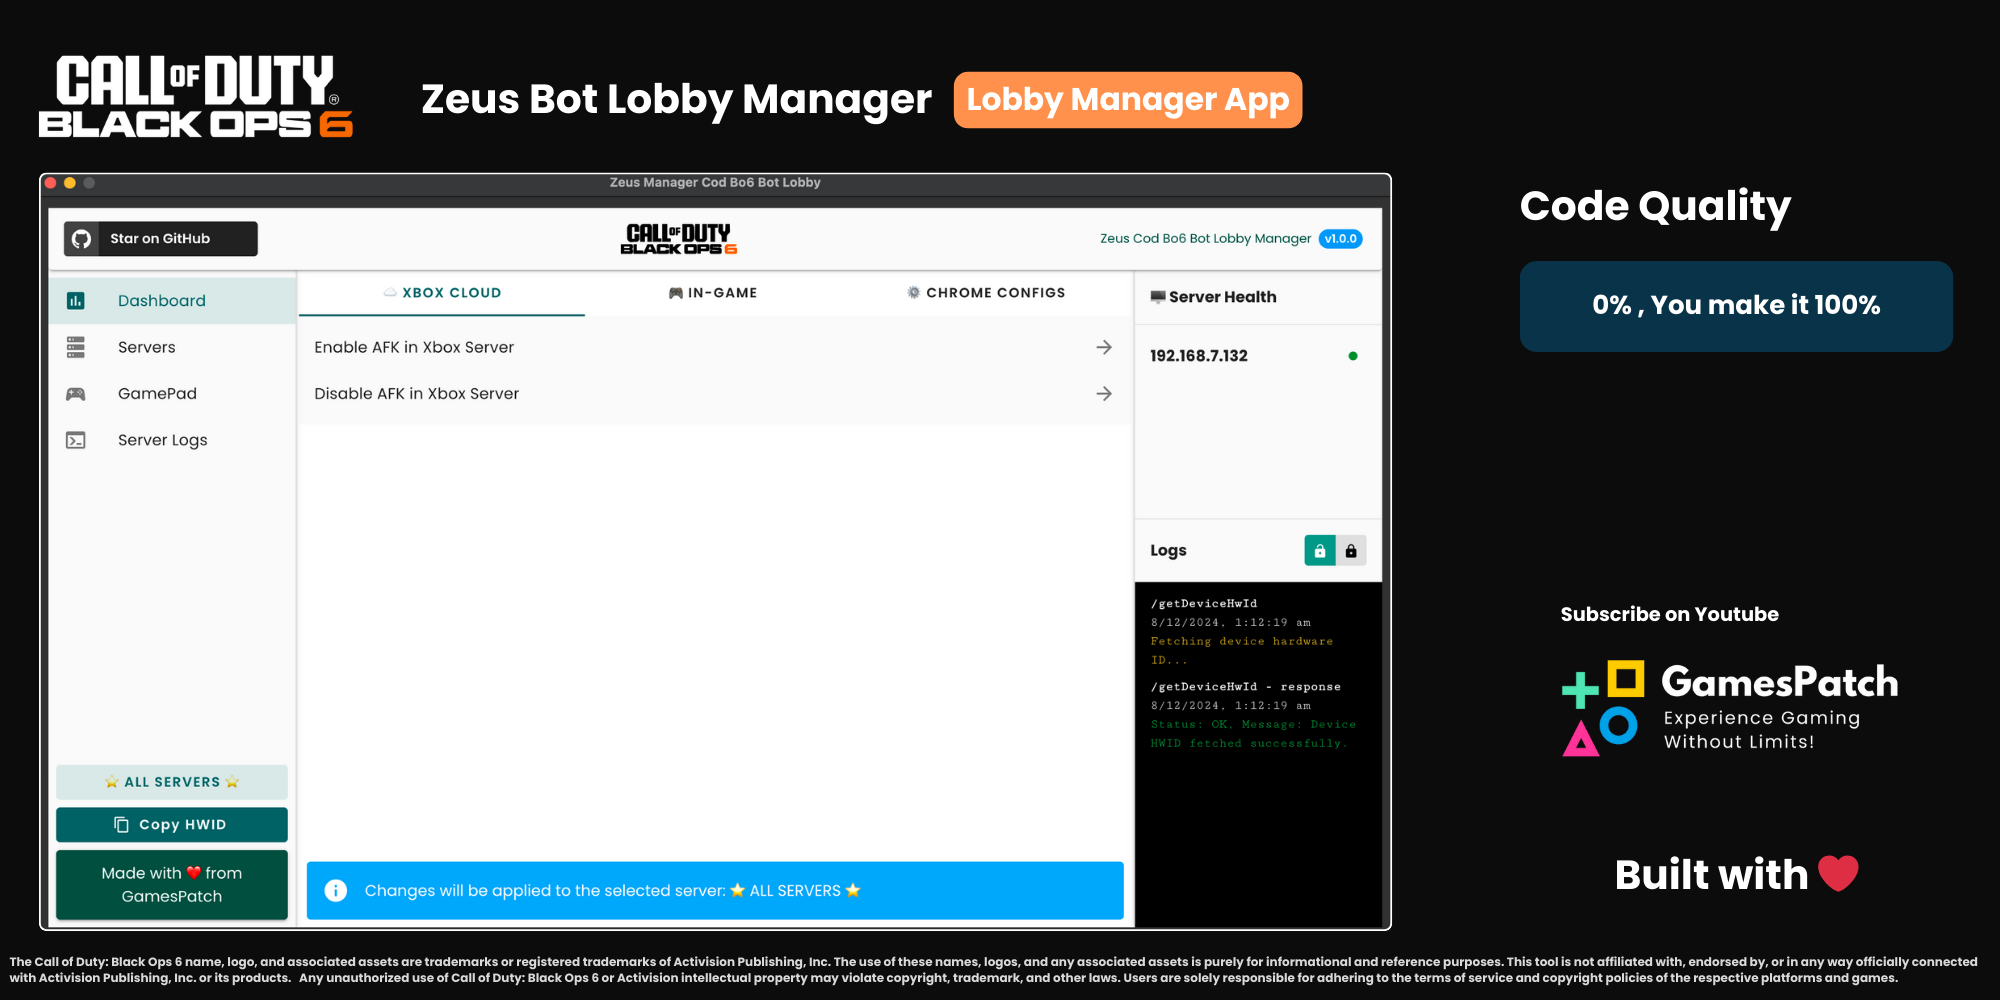 CALL OF DUTY®
BLACK OPS 6
Zeus Bot Lobby Manager
Lobby Manager App
Zeus Manager Cod Bo6 Bot Lobby
Star on GitHub
CALL OF DUTY
BLACK OPS 6
Zeus Cod Bo6 Bot Lobby Manager v1.0.0
Dashboard
Servers
GamePad
Server Logs
⭐ ALL SERVERS ⭐
Copy HWID
Made with ❤️ from
GamesPatch
☁️ XBOX CLOUD
🎮 IN-GAME
⚙️ CHROME CONFIGS
Enable AFK in Xbox Server
Disable AFK in Xbox Server
Changes will be applied to the selected server: ⭐ ALL SERVERS ⭐
🖥️ Server Health
192.168.7.132
Logs
/getDeviceHwId
8/12/2024, 1:12:19 am
Fetching device hardware
ID...
/getDeviceHwId - response
8/12/2024, 1:12:19 am
Status: OK, Message: Device
HWID fetched successfully.
Code Quality
0% , You make it 100%
Subscribe on Youtube
GamesPatch
Experience Gaming
Without Limits!
Built with ❤️
The Call of Duty: Black Ops 6 name, logo, and associated assets are trademarks or registered trademarks of Activision Publishing, Inc. The use of these names, logos, and any associated assets is purely for informational and reference purposes. This tool is not affiliated with, endorsed by, or in any way officially connected
with Activision Publishing, Inc. or its products. Any unauthorized use of Call of Duty: Black Ops 6 or Activision intellectual property may violate copyright, trademark, and other laws. Users are solely responsible for adhering to the terms of service and copyright policies of the respective platforms and games.